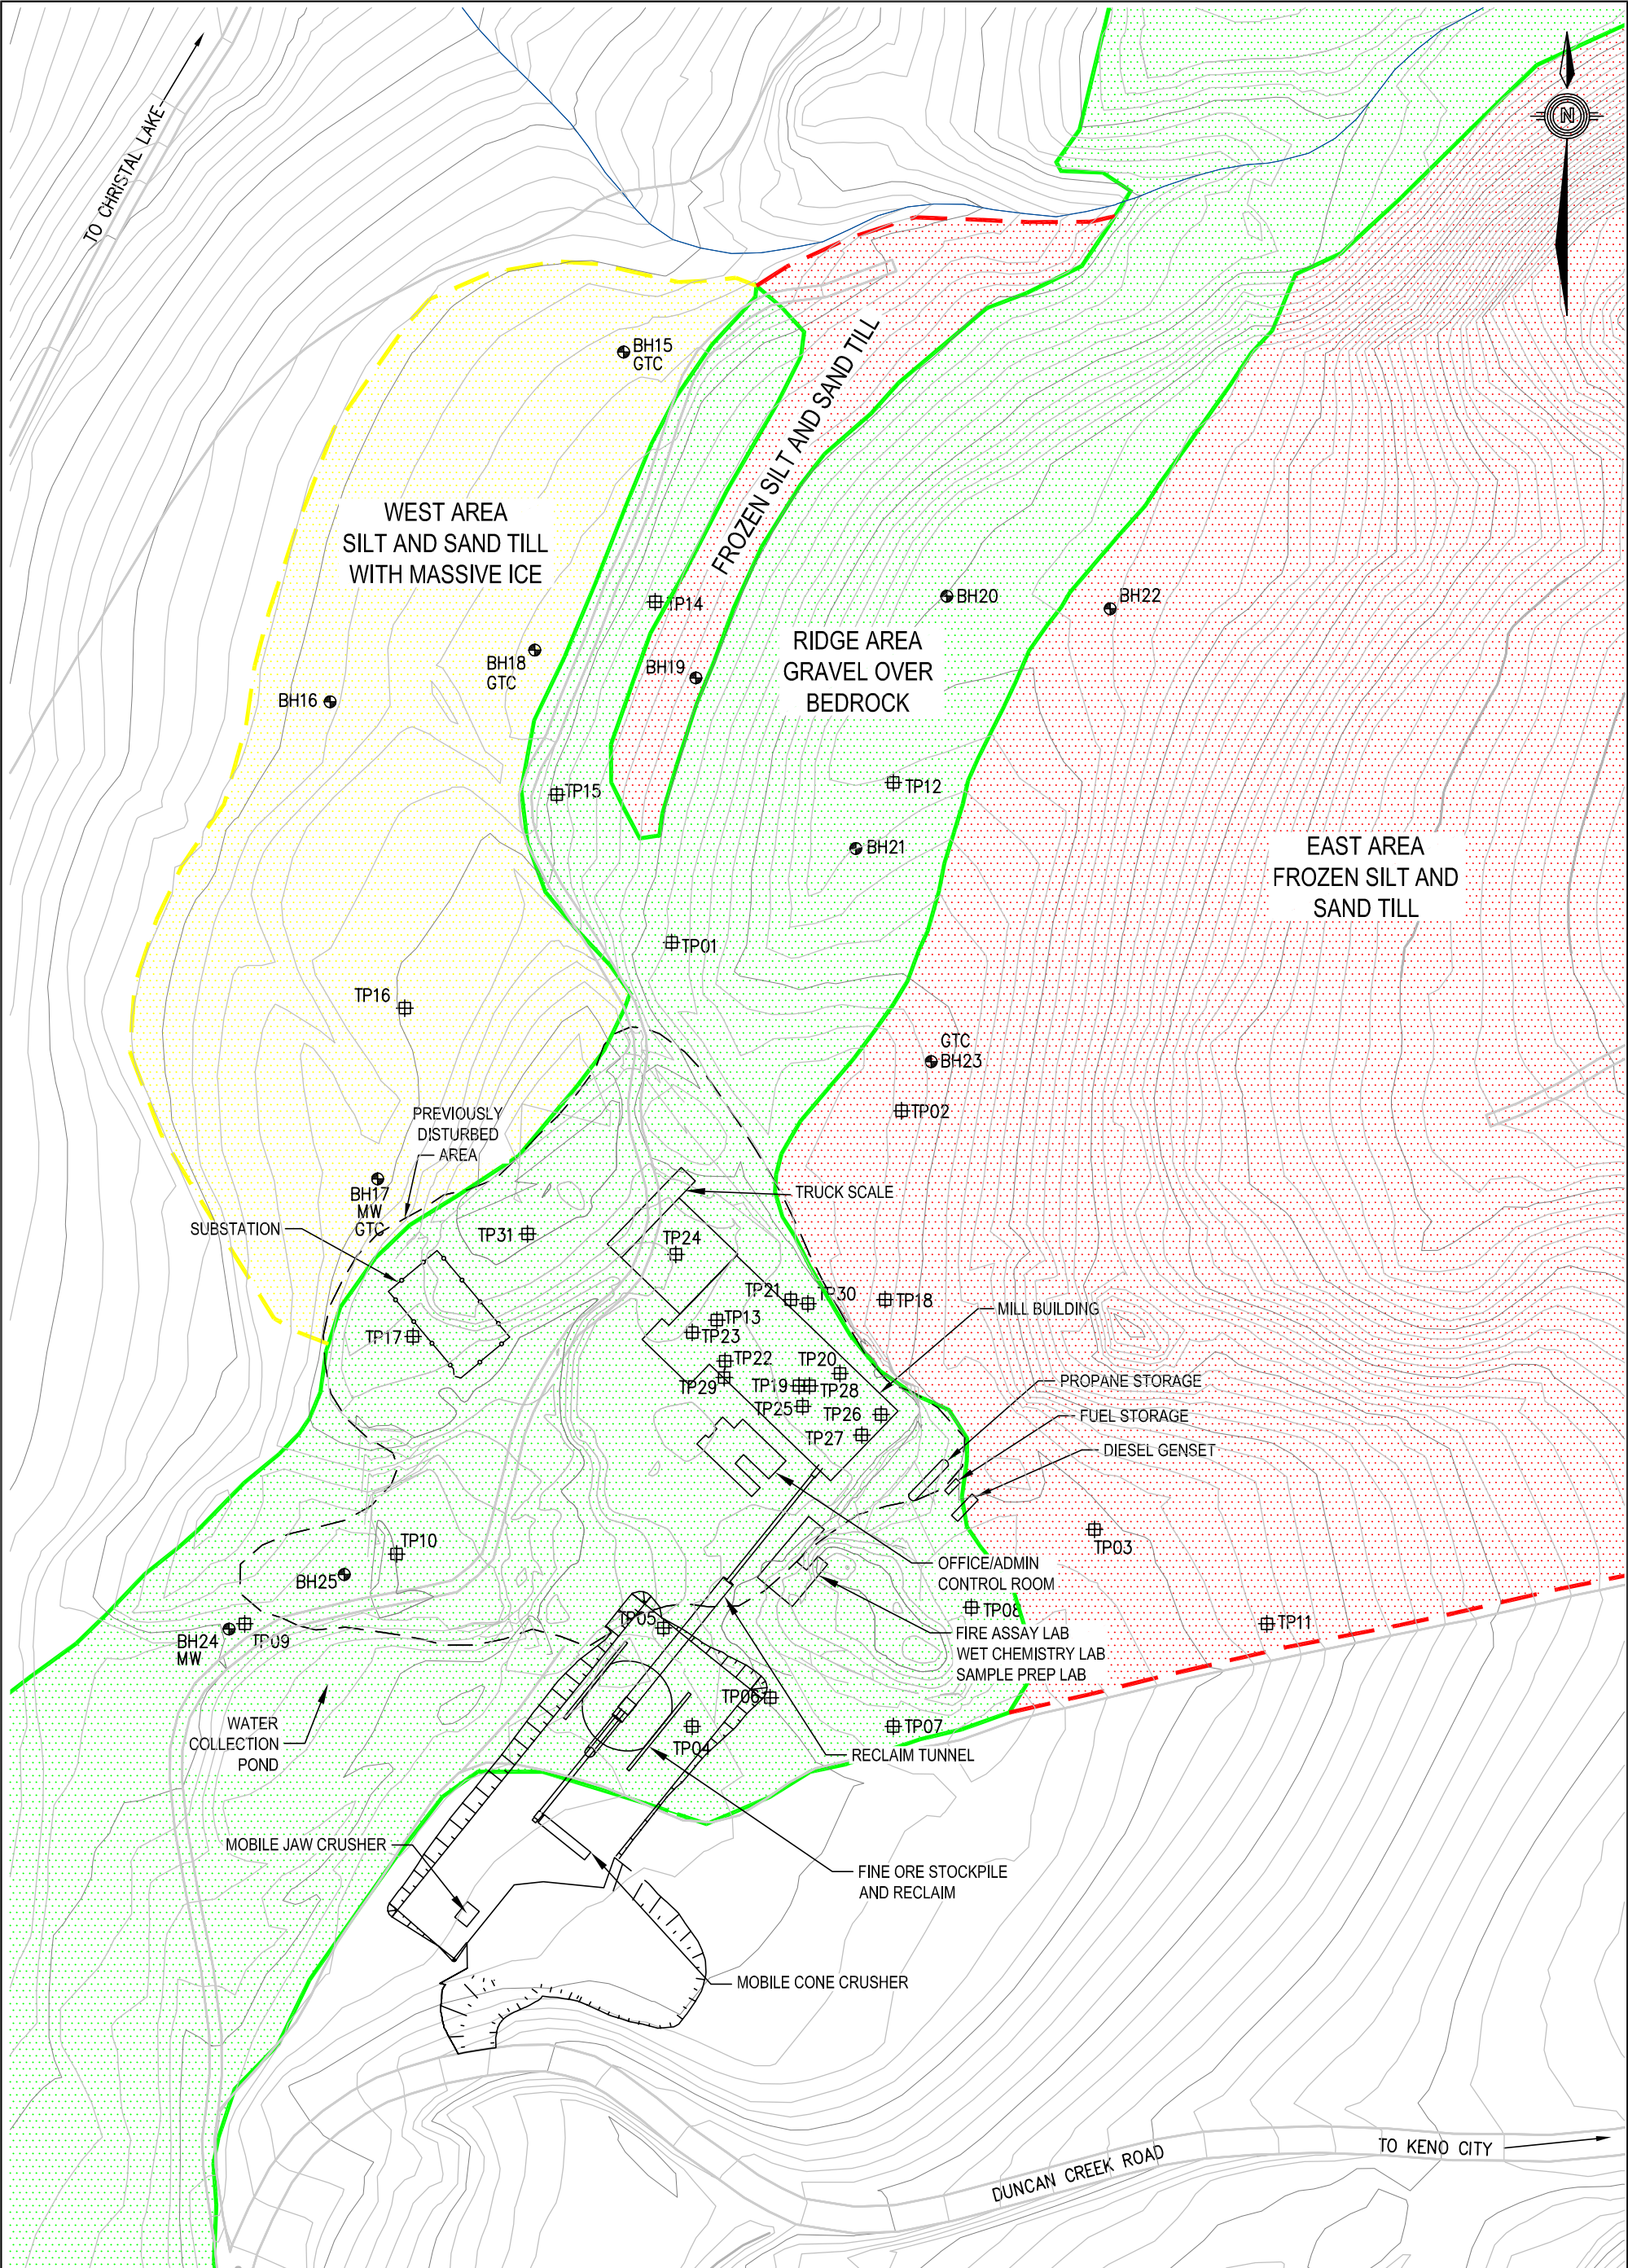 TO CHRISTAL LAKE
N
BH15
GTC
FROZEN SILT AND SAND TILL
WEST AREA
SILT AND SAND TILL
WITH MASSIVE ICE
TP14
BH20
BH22
RIDGE AREA
GRAVEL OVER
BEDROCK
BH18
GTC
BH19
BH16
TP15
TP12
BH21
EAST AREA
FROZEN SILT AND
SAND TILL
TP01
TP16
GTC
BH23
TP02
PREVIOUSLY
DISTURBED
AREA
BH17
MW
GTC
TRUCK SCALE
SUBSTATION
TP31
TP24
TP21
TP30
TP18
MILL BUILDING
TP13
TP23
TP17
TP22
TP20
TP29
TP19
TP28
PROPANE STORAGE
TP25
TP26
FUEL STORAGE
TP27
DIESEL GENSET
TP10
TP03
BH25
OFFICE/ADMIN
CONTROL ROOM
TP08
TP05
TP11
BH24
MW
TP09
FIRE ASSAY LAB
WET CHEMISTRY LAB
SAMPLE PREP LAB
TP06
WATER
COLLECTION
POND
TP04
TP07
RECLAIM TUNNEL
MOBILE JAW CRUSHER
FINE ORE STOCKPILE
AND RECLAIM
MOBILE CONE CRUSHER
DUNCAN CREEK ROAD
TO KENO CITY